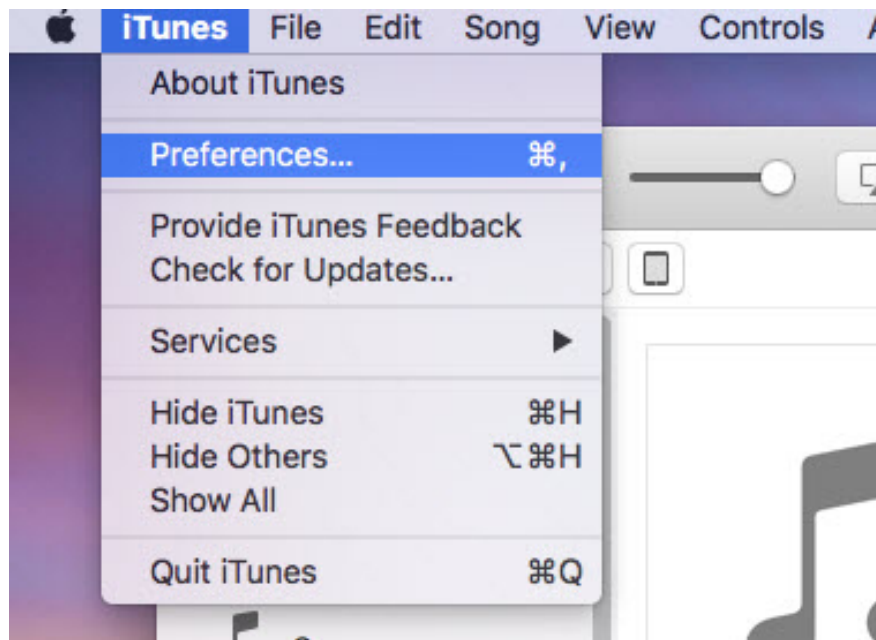 iTunes File Edit Song View Controls
About iTunes
Preferences... ⌘,
Provide iTunes Feedback
Check for Updates...
Services ▶
Hide iTunes ⌘H
Hide Others ⌥⌘H
Show All
Quit iTunes ⌘Q